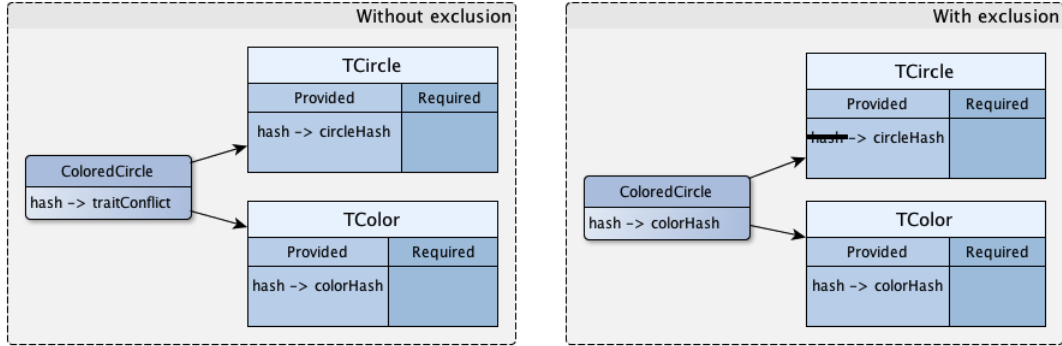 Without exclusion
TCircle
Provided
Required
hash -> circleHash
ColoredCircle
hash -> traitConflict
TColor
Provided
Required
hash -> colorHash
With exclusion
TCircle
Provided
Required
hash -> circleHash
ColoredCircle
hash -> colorHash
TColor
Provided
Required
hash -> colorHash